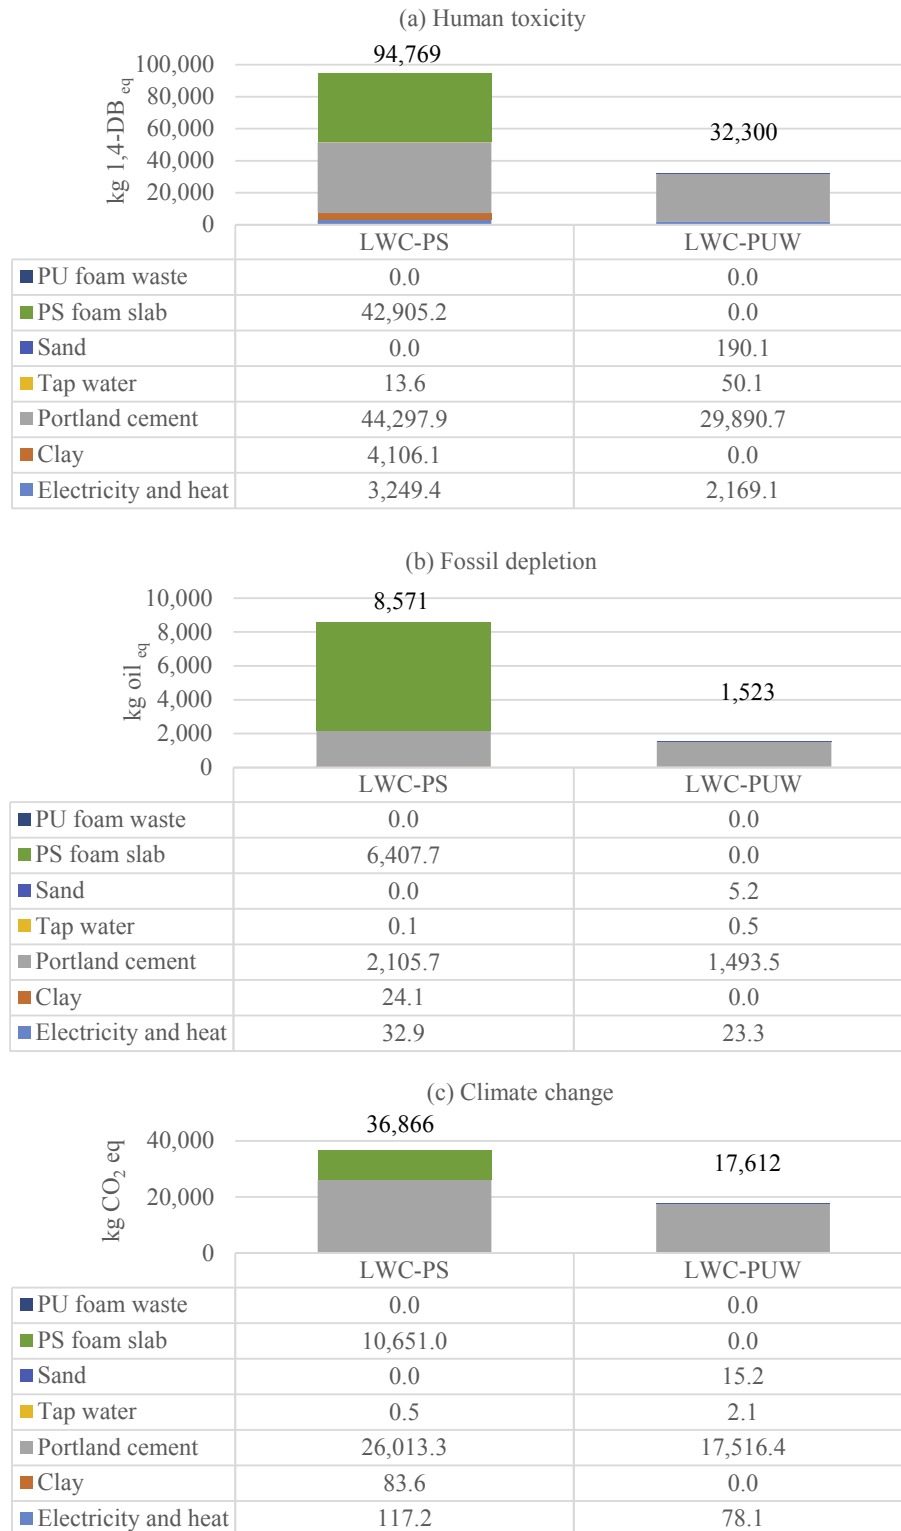 (a) Human toxicity
94,769
100,000
80,000
60,000
40,000
20,000
0
kg 1,4-DB eq
32,300
LWC-PS LWC-PUW
PU foam waste 0.0 0.0
PS foam slab 42,905.2 0.0
Sand 0.0 190.1
Tap water 13.6 50.1
Portland cement 44,297.9 29,890.7
Clay 4,106.1 0.0
Electricity and heat 3,249.4 2,169.1
(b) Fossil depletion
8,571
10,000
8,000
6,000
4,000
2,000
0
kg oil eq
1,523
LWC-PS LWC-PUW
PU foam waste 0.0 0.0
PS foam slab 6,407.7 0.0
Sand 0.0 5.2
Tap water 0.1 0.5
Portland cement 2,105.7 1,493.5
Clay 24.1 0.0
Electricity and heat 32.9 23.3
(c) Climate change
36,866
40,000
20,000
0
kg CO2 eq
17,612
LWC-PS LWC-PUW
PU foam waste 0.0 0.0
PS foam slab 10,651.0 0.0
Sand 0.0 15.2
Tap water 0.5 2.1
Portland cement 26,013.3 17,516.4
Clay 83.6 0.0
Electricity and heat 117.2 78.1